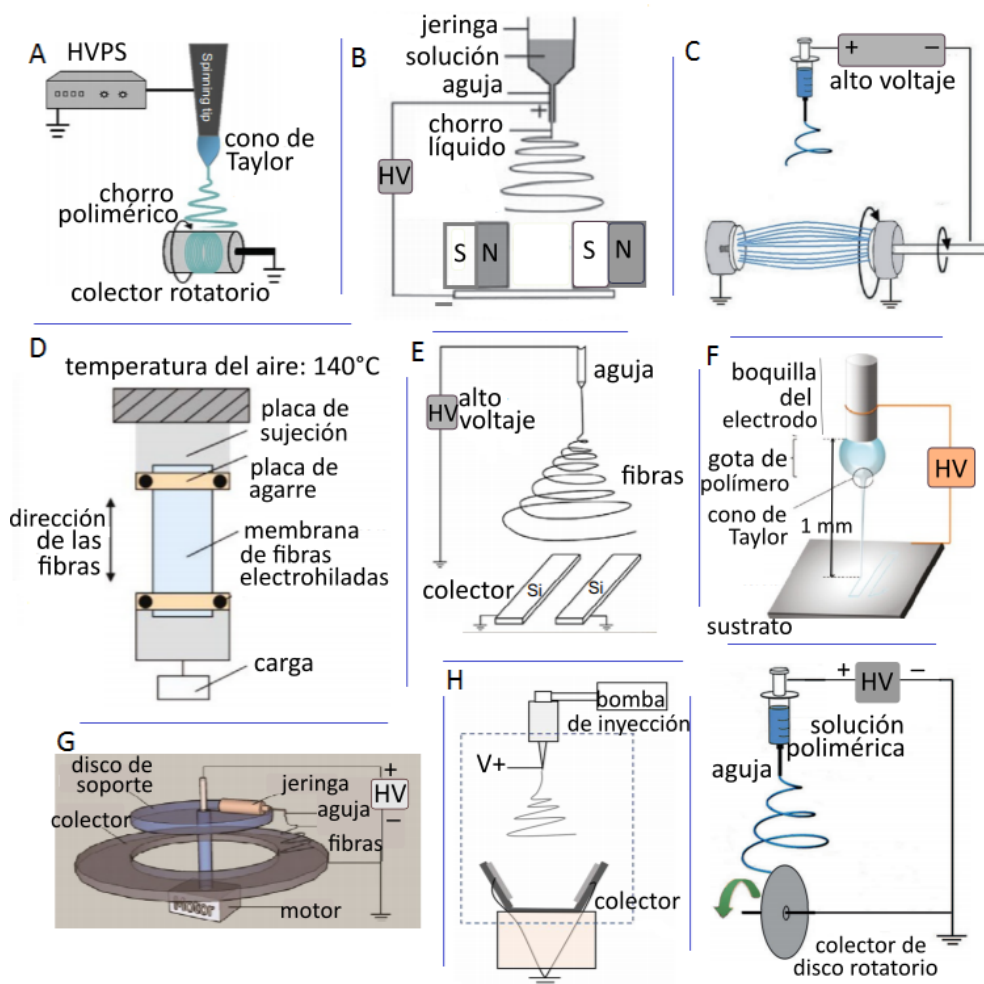 A
HVPS
Spinning tip
cono de
Taylor
chorro
polimérico
colector rotatorio
B
jeringa
solución
aguja
+
chorro
líquido
HV
S
N
S
N
−
C
+
−
alto voltaje
D
temperatura del aire: 140°C
placa de
sujeción
placa de
agarre
dirección
de las
fibras
membrana
de fibras
electrohiladas
carga
E
aguja
HV
alto
voltaje
fibras
colector
Si
Si
F
boquilla
del
electrodo
gota de
polímero
HV
cono de
Taylor
1 mm
sustrato
G
disco de
soporte
jeringa
+
HV
−
colector
aguja
fibras
Motor
motor
H
bomba
de inyección
V+
colector
+
HV
−
solución
polimérica
aguja
colector de
disco rotatorio